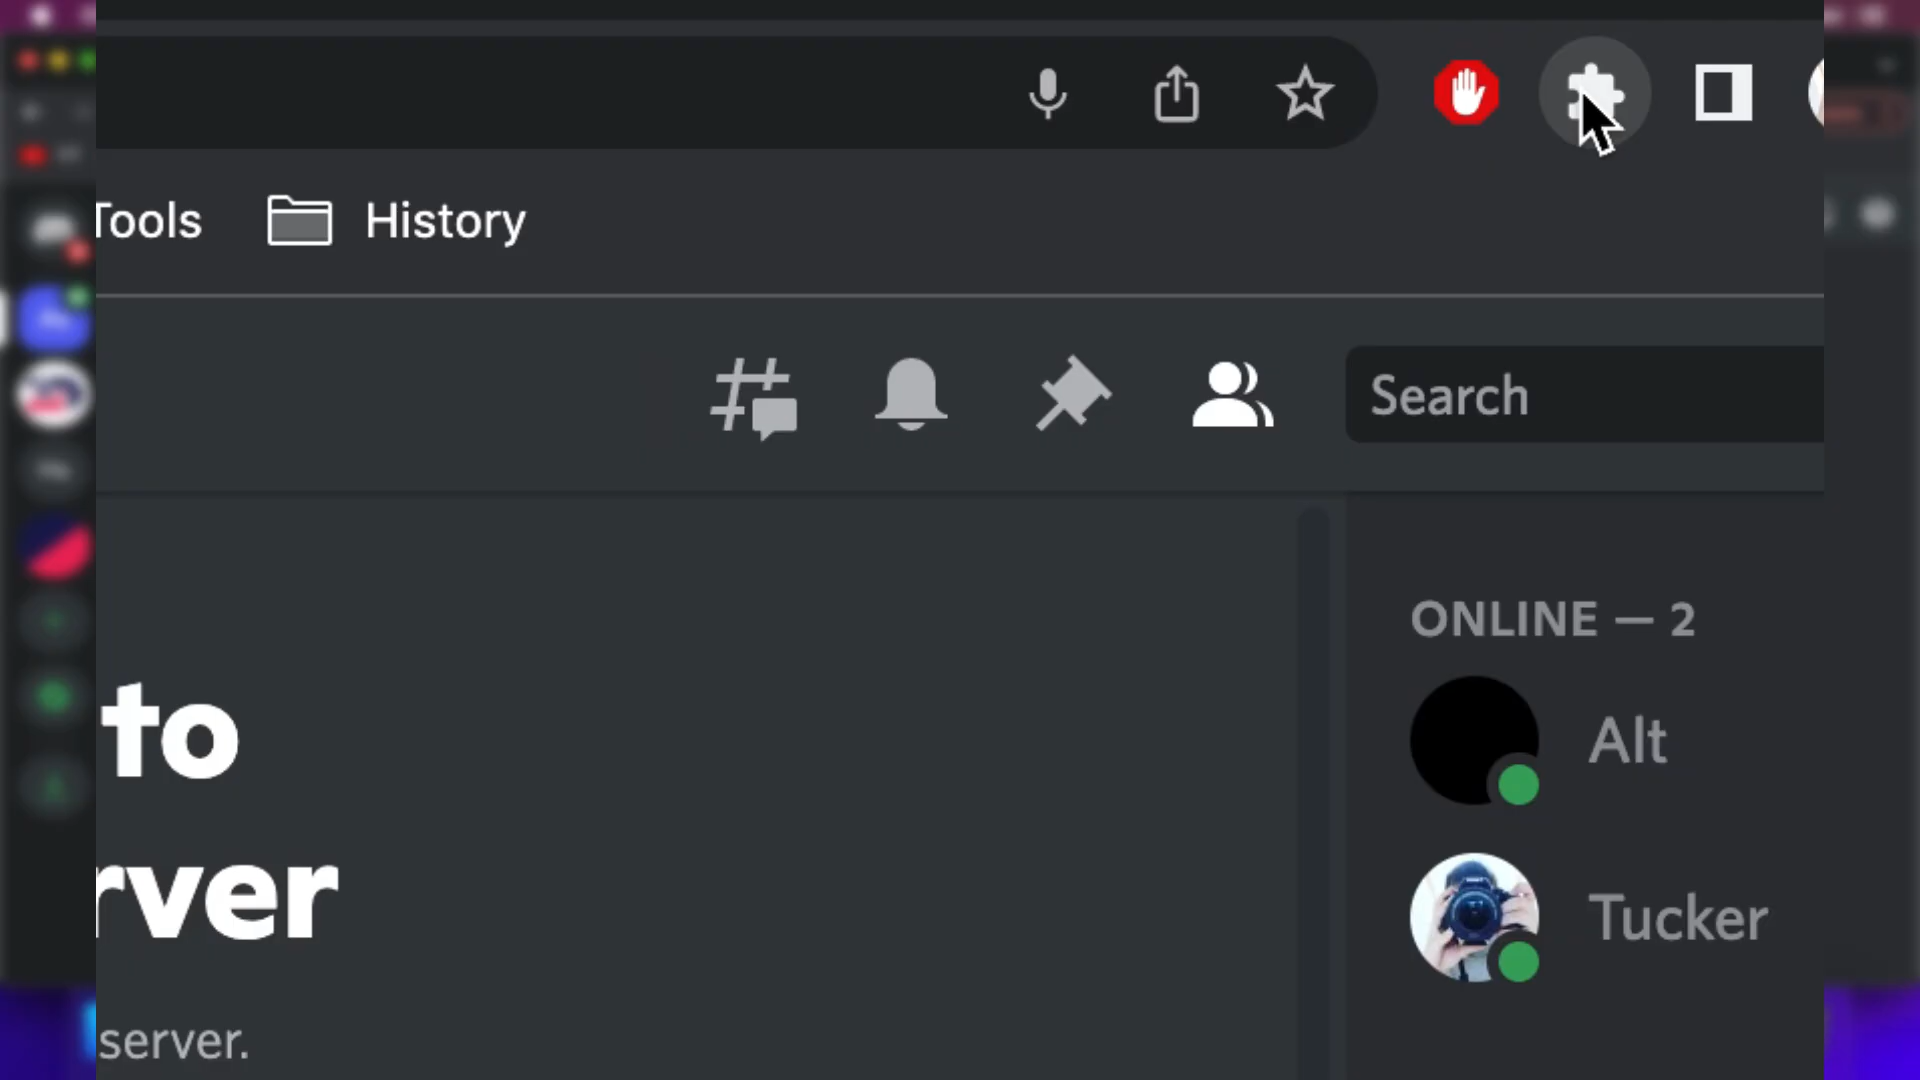 Tools
History
Search
ONLINE — 2
Alt
Tucker
to
rver
server.